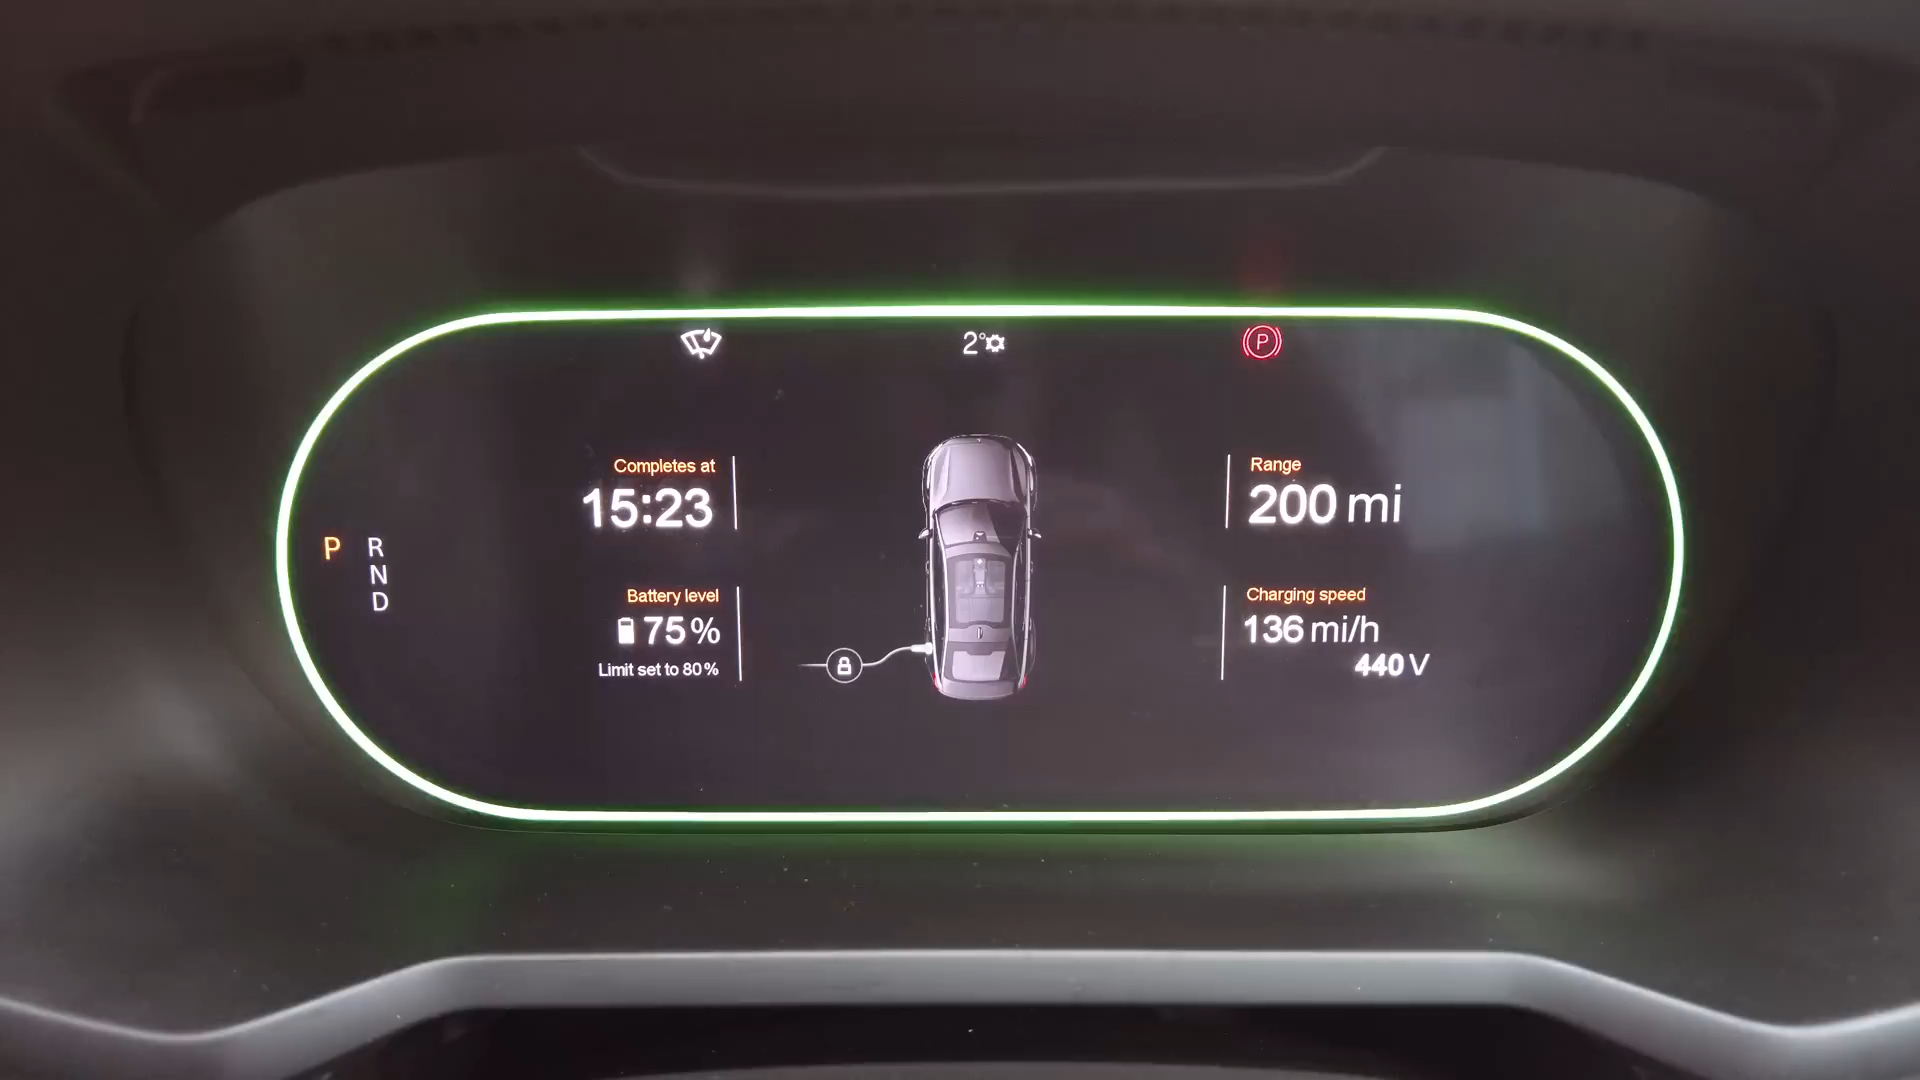 2°
P
Completes at
15:23
Range
200 mi
P R
N
D
Battery level
75%
Limit set to 80%
Charging speed
136 mi/h
440 V